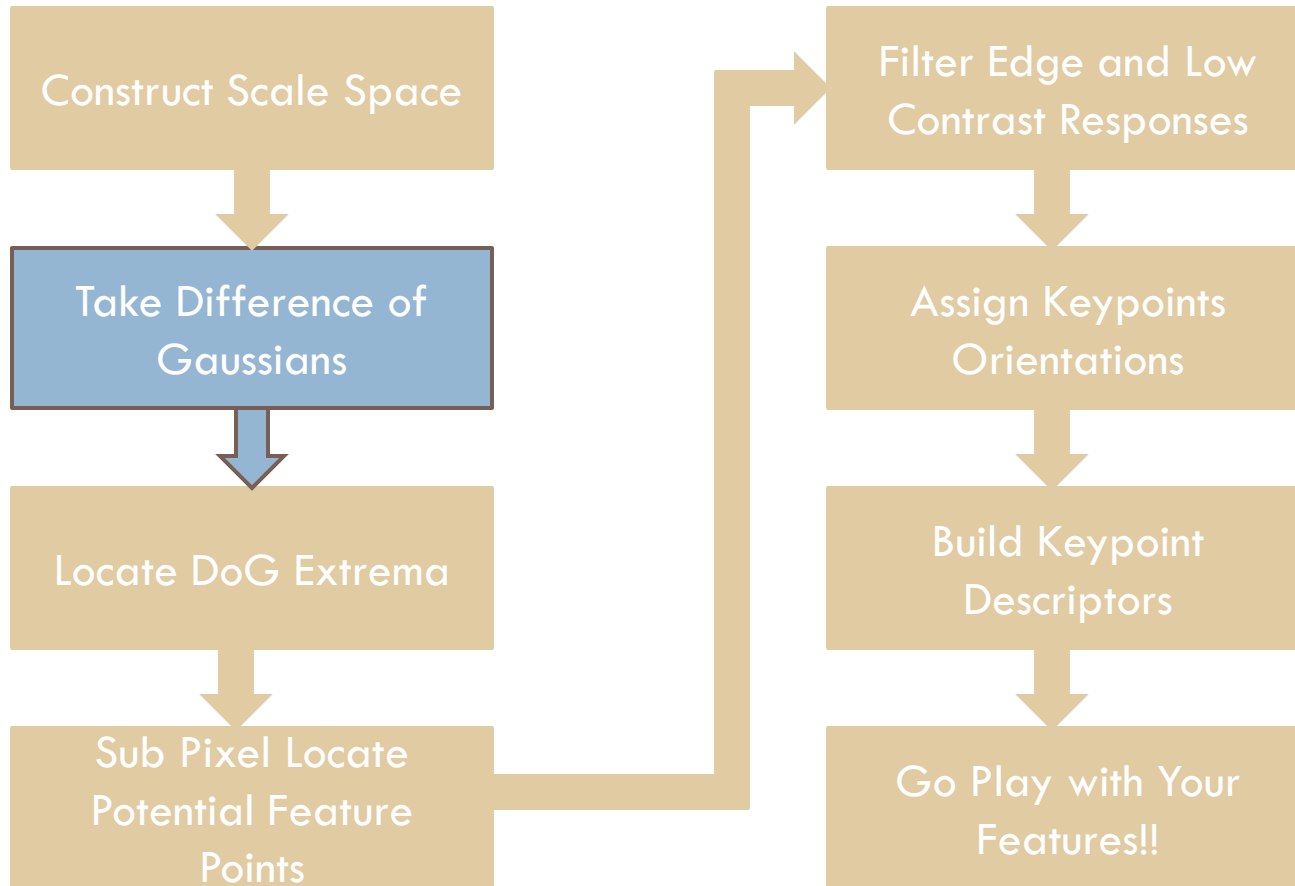 Construct Scale Space
Take Difference of
Gaussians
Locate DoG Extrema
Sub Pixel Locate
Potential Feature
Points
Filter Edge and Low
Contrast Responses
Assign Keypoints
Orientations
Build Keypoint
Descriptors
Go Play with Your
Features!!